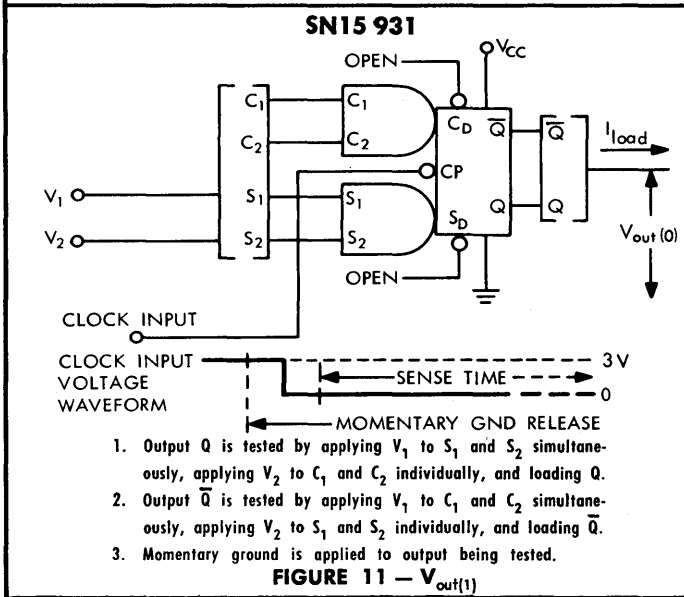 SN15 931
OPEN
VCC
C1 C1
C2 C2
CD Q̅ Q̅
Iload
CP
V1
S1 S1
V2
S2 S2
SD Q Q
Vout(0)
OPEN
CLOCK INPUT
CLOCK INPUT
VOLTAGE
WAVEFORM
3 V
SENSE TIME
0
MOMENTARY GND RELEASE
1. Output Q is tested by applying V1 to S1 and S2 simultane-
ously, applying V2 to C1 and C2 individually, and loading Q.
2. Output Q̅ is tested by applying V1 to C1 and C2 simultane-
ously, applying V2 to S1 and S2 individually, and loading Q̅.
3. Momentary ground is applied to output being tested.
FIGURE 11 — Vout(1)